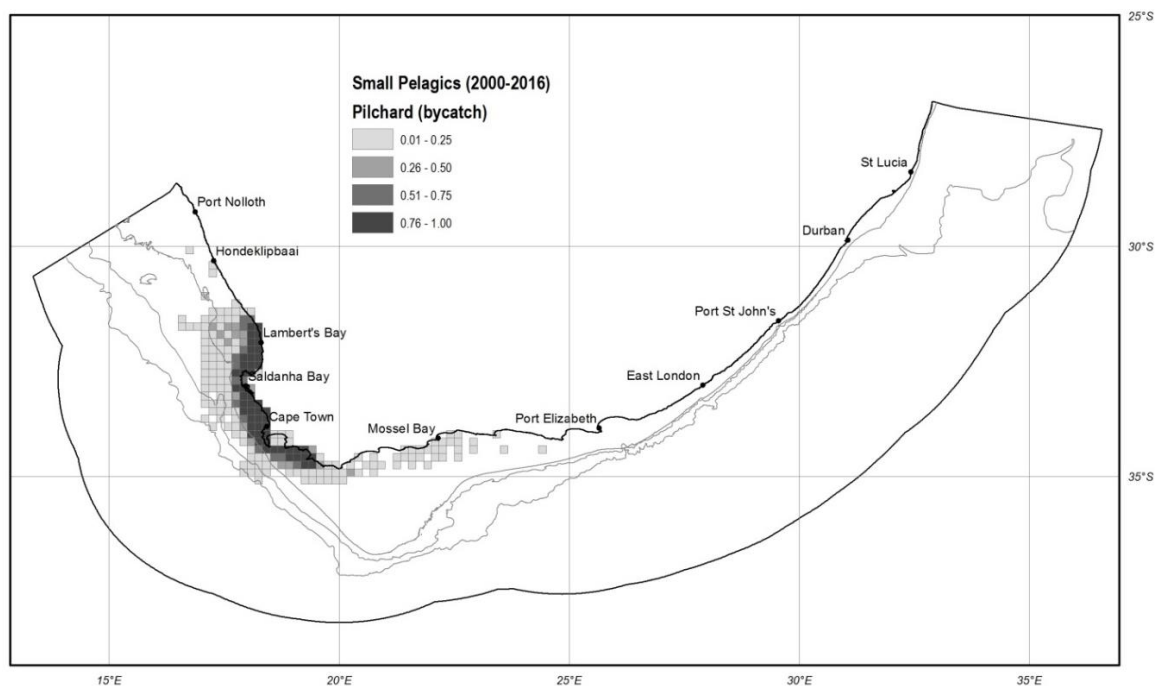 25°S
Small Pelagics (2000-2016)
Pilchard (bycatch)
0.01 - 0.25
0.26 - 0.50
0.51 - 0.75
0.76 - 1.00
St Lucia
Port Nolloth
Durban
30°S
Hondeklipbaai
Port St John's
Lambert's Bay
East London
Saldanha Bay
Cape Town
Port Elizabeth
Mossel Bay
35°S
15°E
20°E
25°E
30°E
35°E